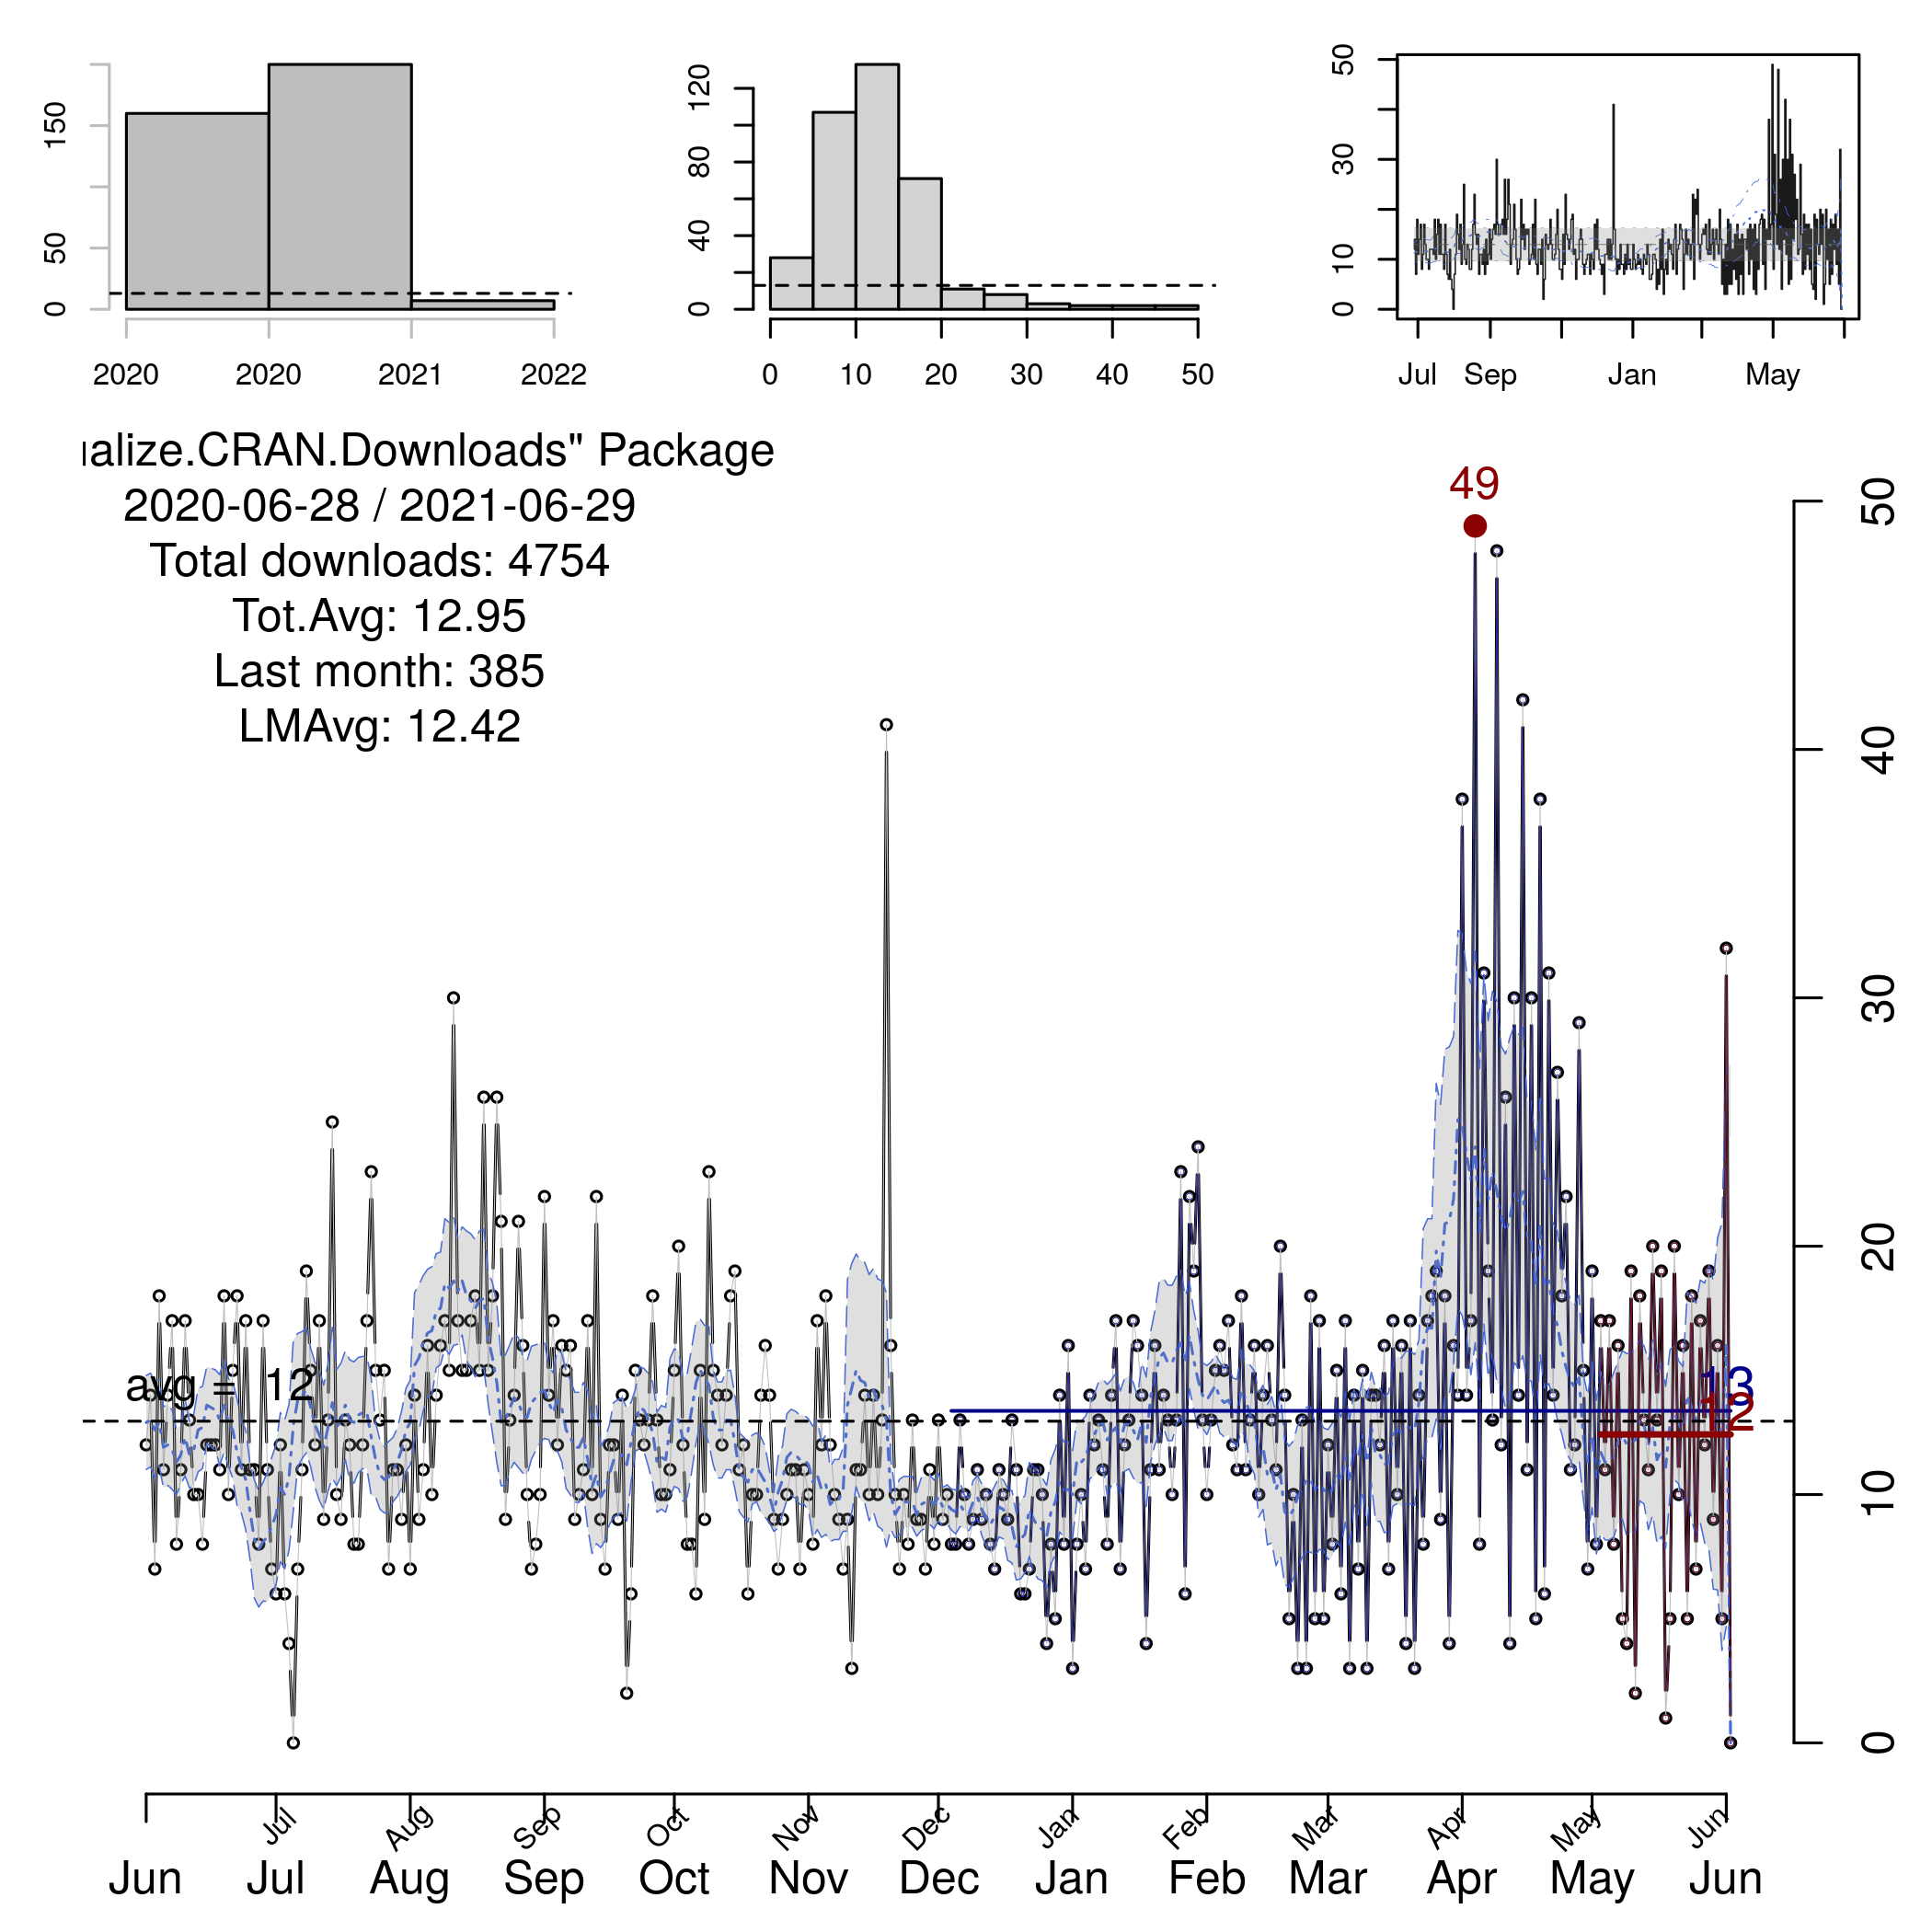 150
50
0
2020 2020 2021 2022
120
80
40
0
0 10 20 30 40 50
50
30
10
0
Jul Sep Jan May
alize.CRAN.Downloads" Package
2020-06-28 / 2021-06-29
Total downloads: 4754
Tot.Avg: 12.95
Last month: 385
LMAvg: 12.42
49
avg = 12
13
12
50
40
30
20
10
0
Jul Aug Sep Oct Nov Dec Jan Feb Mar Apr May Jun
Jun Jul Aug Sep Oct Nov Dec Jan Feb Mar Apr May Jun